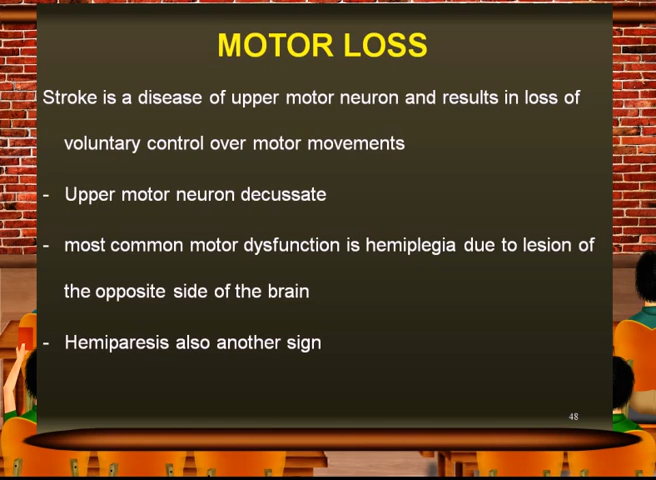 MOTOR LOSS
Stroke is a disease of upper motor neuron and results in loss of
voluntary control over motor movements
- Upper motor neuron decussate
- most common motor dysfunction is hemiplegia due to lesion of
the opposite side of the brain
- Hemiparesis also another sign
48